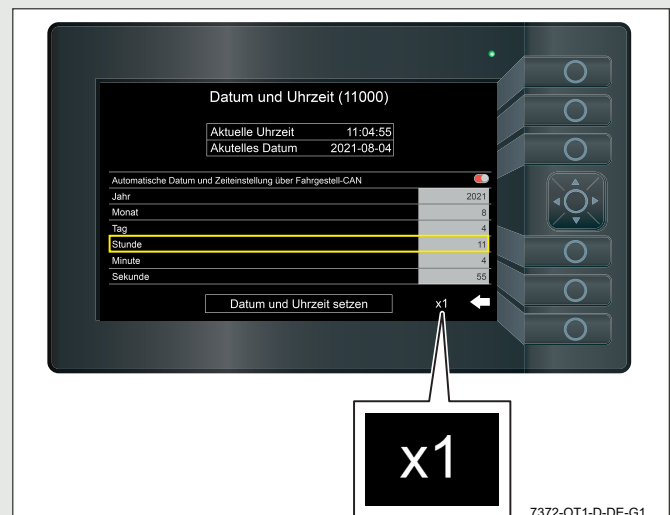 Datum und Uhrzeit (11000)
Aktuelle Uhrzeit 11:04:55
Akutelles Datum 2021-08-04
Automatische Datum und Zeiteinstellung über Fahrgestell-CAN
Jahr 2021
Monat 8
Tag 4
Stunde 11
Minute 4
Sekunde 55
Datum und Uhrzeit setzen x1
x1
7372-OT1-D-DE-G1